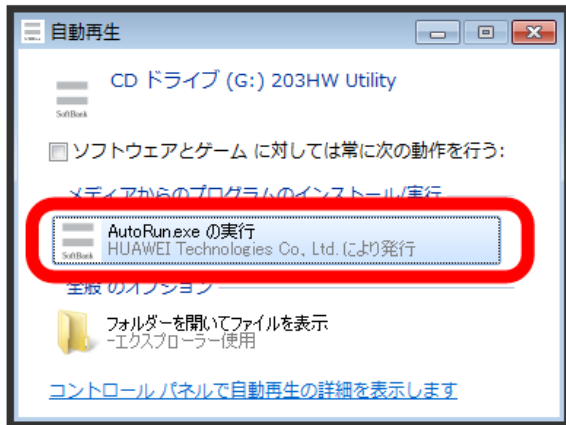 自動再生
CD ドライブ (G:) 203HW Utility
SoftBank
ソフトウェアとゲーム に対しては常に次の動作を行う:
メディアからのプログラムのインストール/実行
AutoRun.exe の実行
SoftBank
HUAWEI Technologies Co., Ltd. により発行
全般 のオプション
フォルダーを開いてファイルを表示
-エクスプローラー使用
コントロール パネルで自動再生の詳細を表示します